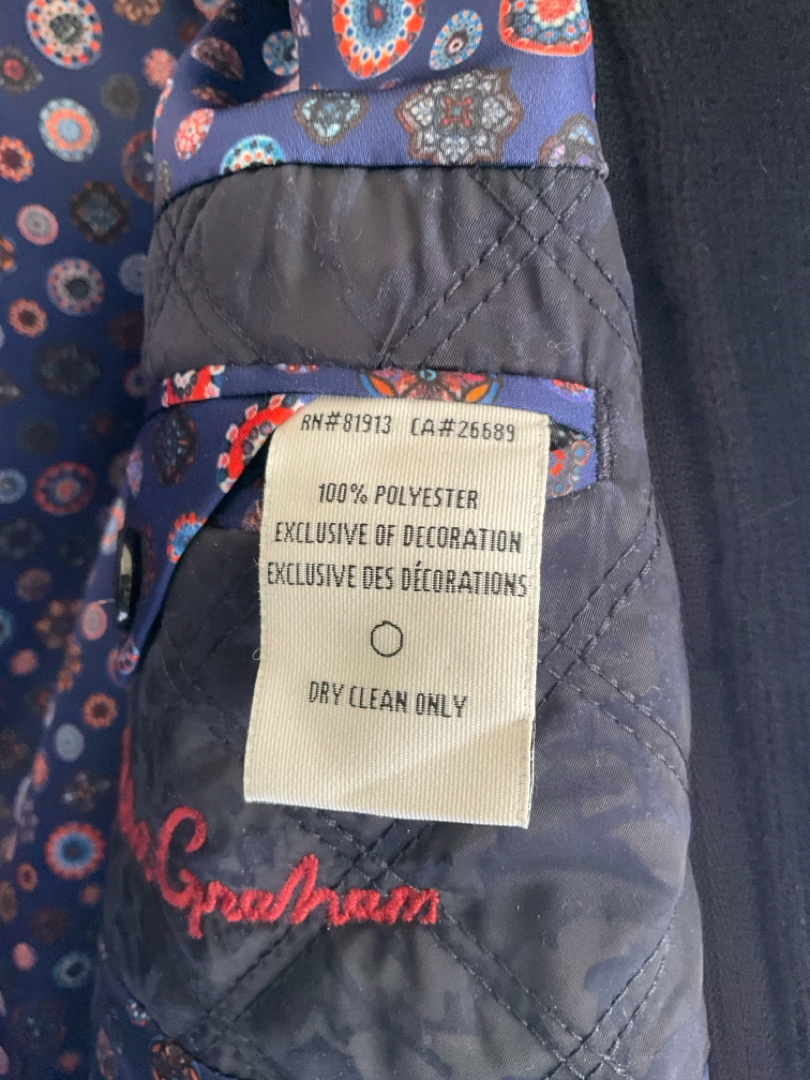 RN#81913 CA#26689
100% POLYESTER
EXCLUSIVE OF DECORATION
EXCLUSIVE DES DÉCORATIONS
DRY CLEAN ONLY
Graham